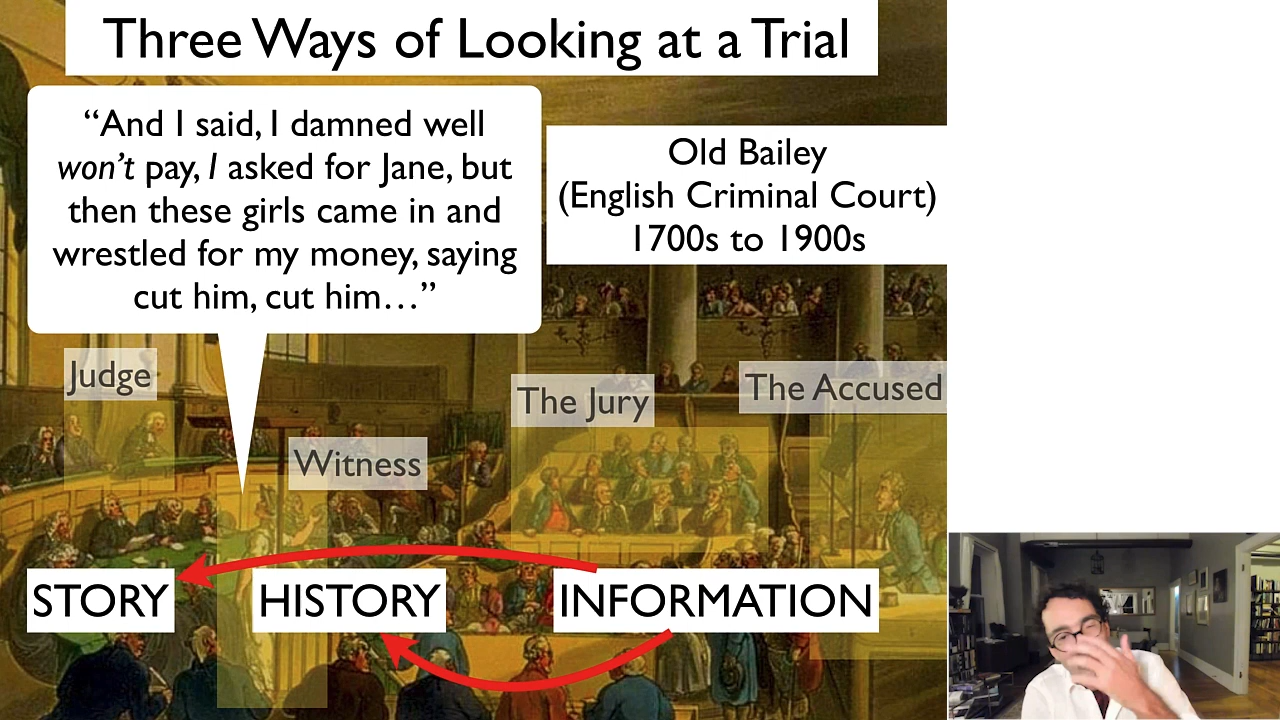 Three Ways of Looking at a Trial
“And I said, I damned well
won’t pay, I asked for Jane, but
then these girls came in and
wrestled for my money, saying
cut him, cut him…”
Old Bailey
(English Criminal Court)
1700s to 1900s
Judge
Witness
The Jury
The Accused
STORY
HISTORY
INFORMATION